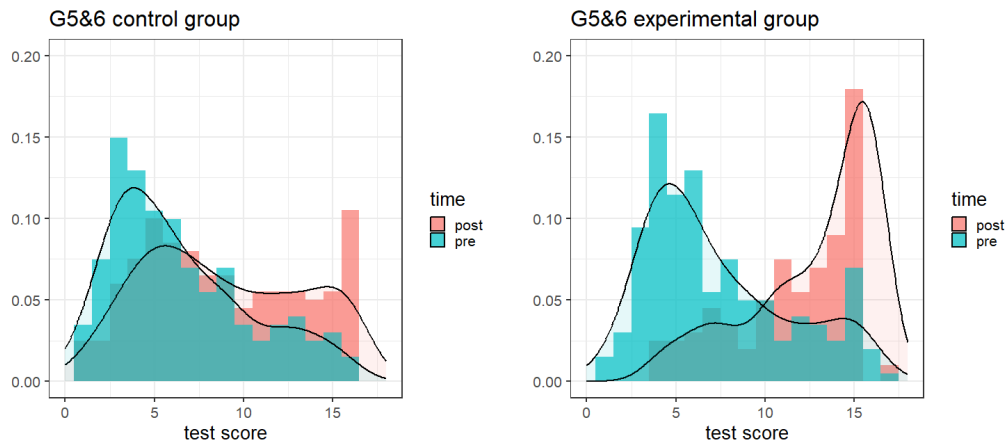 G5&6 control group
0.20
0.15
0.10
0.05
0.00
0
5
10
15
test score
time
post
pre
G5&6 experimental group
0.20
0.15
0.10
0.05
0.00
0
5
10
15
test score
time
post
pre